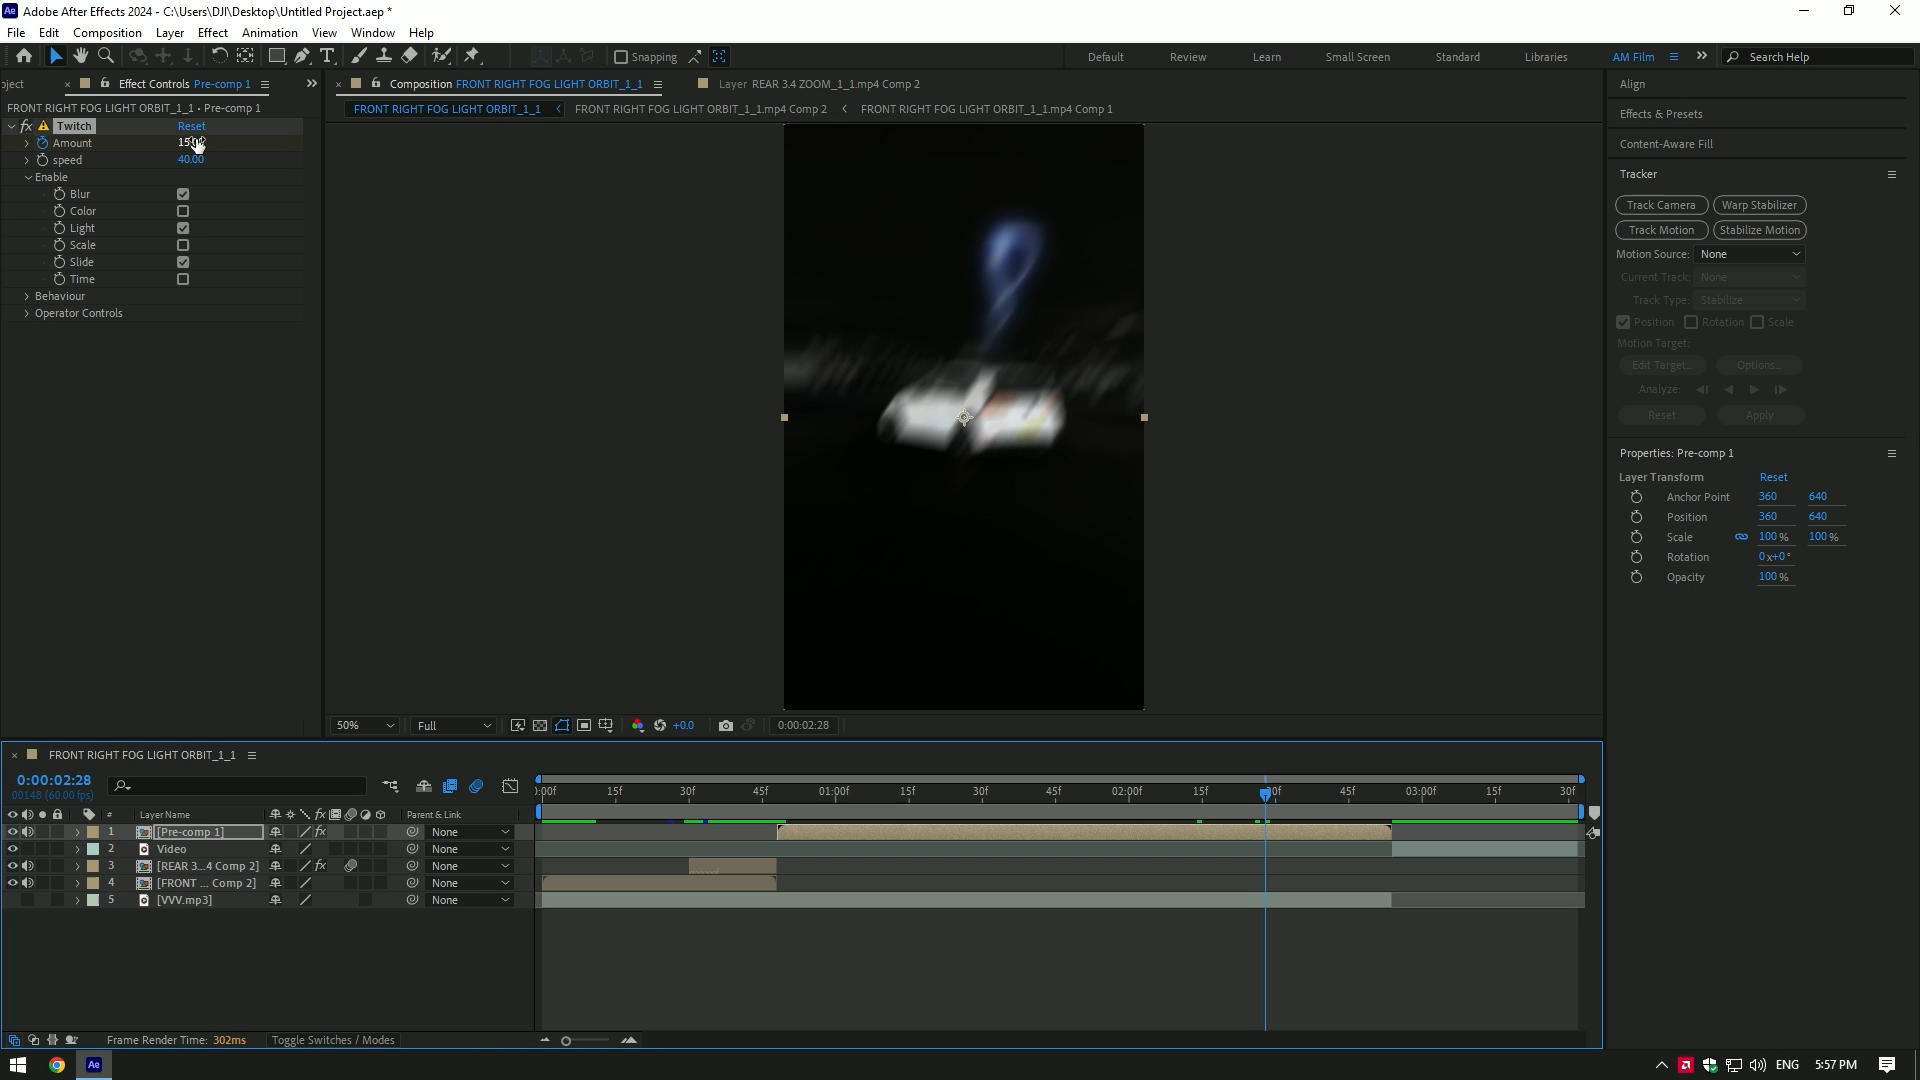 Adobe After Effects 2024 - C:\Users\DJI\Desktop\Untitled Project.aep *
File Edit Composition Layer Effect Animation View Window Help
Snapping
Default Review Learn Small Screen Standard Libraries AM Film Search Help
oject × Effect Controls Pre-comp 1
FRONT RIGHT FOG LIGHT ORBIT_1_1 • Pre-comp 1
fx Twitch Reset
Amount
speed 40.00
Enable
Blur
Color
Light
Scale
Slide
Time
Behaviour
Operator Controls
Composition FRONT RIGHT FOG LIGHT ORBIT_1_1 Layer REAR 3.4 ZOOM_1_1.mp4 Comp 2
FRONT RIGHT FOG LIGHT ORBIT_1_1 < FRONT RIGHT FOG LIGHT ORBIT_1_1.mp4 Comp 2 < FRONT RIGHT FOG LIGHT ORBIT_1_1.mp4 Comp 1
50% Full +0.0 0:00:02:28
Align
Effects & Presets
Content-Aware Fill
Tracker
Track Camera Warp Stabilizer
Track Motion Stabilize Motion
Motion Source: None
Current Track: None
Track Type: Stabilize
Position Rotation Scale
Motion Target:
Edit Target... Options...
Analyze:
Reset Apply
Properties: Pre-comp 1
Layer Transform Reset
Anchor Point 360 640
Position 360 640
Scale 100 % 100 %
Rotation 0x+0°
Opacity 100 %
× FRONT RIGHT FOG LIGHT ORBIT_1_1
0:00:02:28
00148 (60.00 fps)
# Layer Name fx Parent & Link
1 [Pre-comp 1] fx None
2 Video None
3 [REAR 3...4 Comp 2] fx None
4 [FRONT ... Comp 2] None
5 [VVV.mp3] None
):00f 15f 30f 45f 01:00f 15f 30f 45f 02:00f 15f 30f 45f 03:00f 15f 30f
Frame Render Time: 302ms Toggle Switches / Modes
Ae ENG 5:57 PM